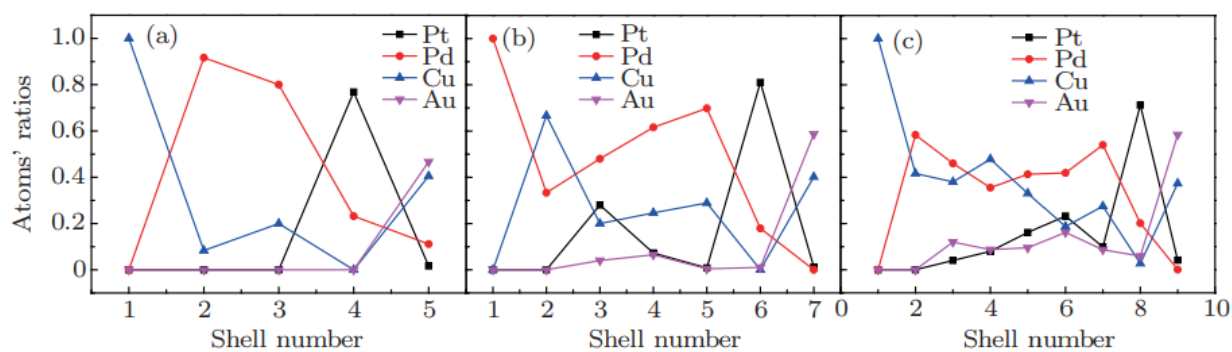 (a)
Pt
Pd
Cu
Au
(b)
Pt
Pd
Cu
Au
(c)
Pt
Pd
Cu
Au
Atoms' ratios
1.0
0.8
0.6
0.4
0.2
0
1 2 3 4 5
1 2 3 4 5 6 7
0 2 4 6 8 10
Shell number
Shell number
Shell number